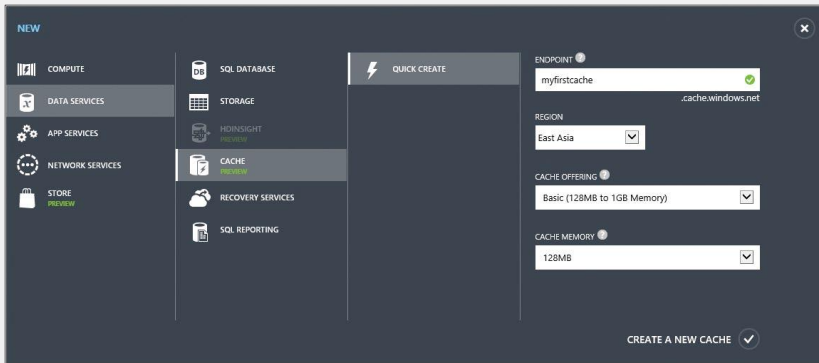 NEW
COMPUTE
DATA SERVICES
APP SERVICES
NETWORK SERVICES
STORE
PREVIEW
DB
SQL DATABASE
STORAGE
HDINSIGHT
PREVIEW
CACHE
PREVIEW
RECOVERY SERVICES
SQL REPORTING
QUICK CREATE
ENDPOINT ?
myfirstcache
.cache.windows.net
REGION
East Asia
CACHE OFFERING ?
Basic (128MB to 1GB Memory)
CACHE MEMORY ?
128MB
CREATE A NEW CACHE